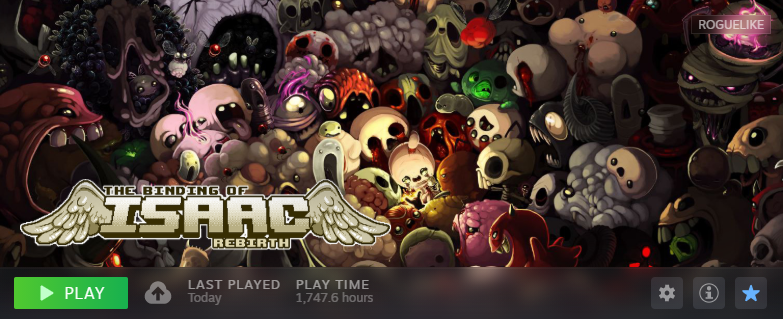 ROGUELIKE
THE BINDING OF
ISAAC
REBIRTH
PLAY
LAST PLAYED
Today
PLAY TIME
1,747.6 hours